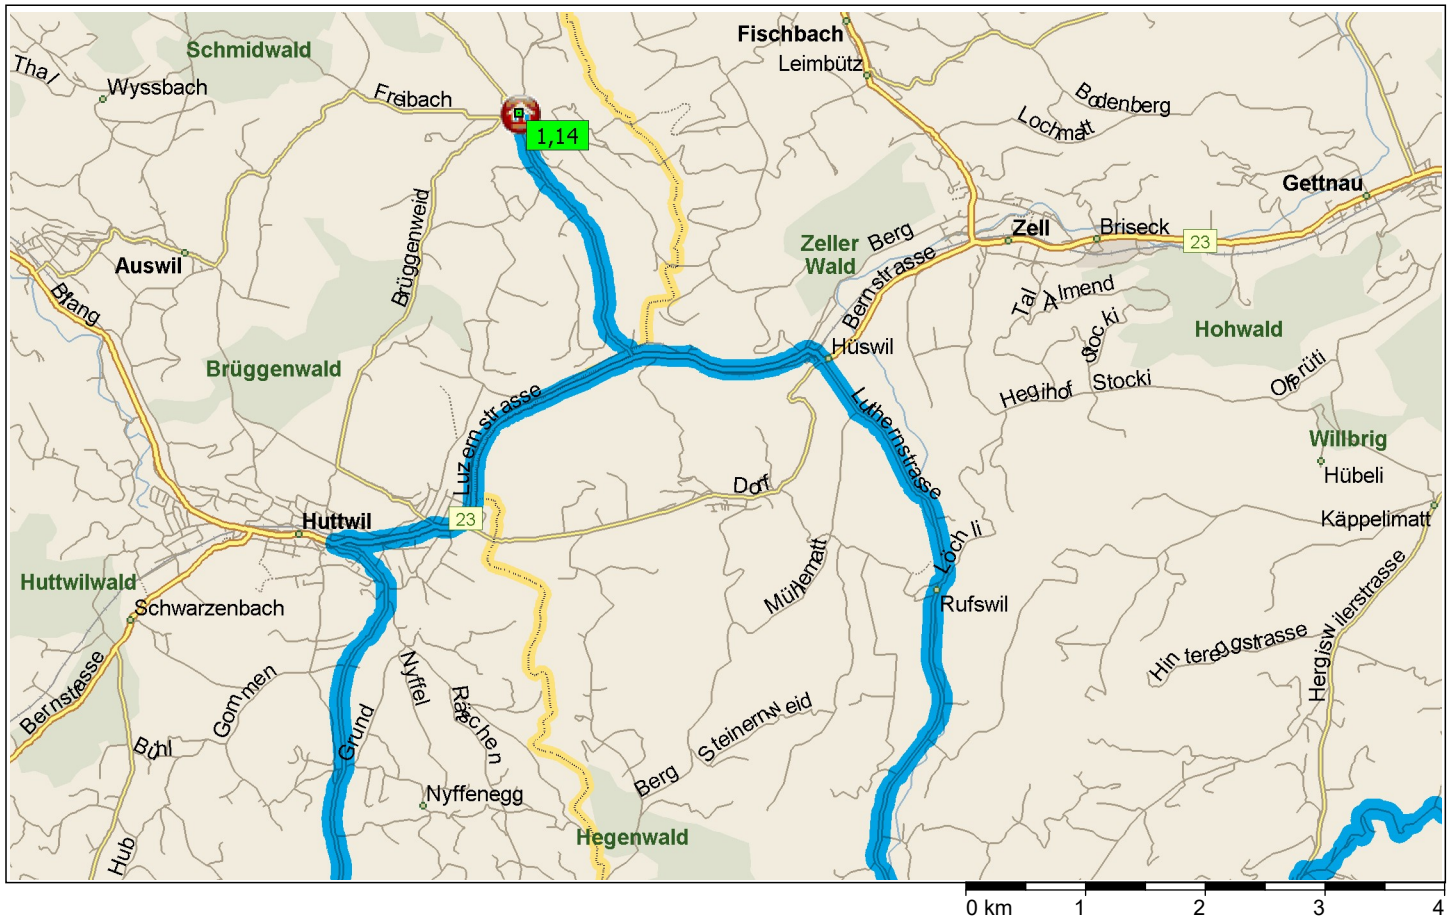 Fischbach
Schmidwald
Leimbütz
Thal
Wyssbach
Freibach
Bodenberg
Lochmatt
1,14
Gettnau
Zell
Briseck
23
Berg
Zeller
Wald
Brüggenweid
Auswil
Bernstrasse
Tal
Almend
Stocki
Hohwald
Hüswil
Brüggenwald
Hegihof
Stocki
Luzernstrasse
Luthernstrasse
Willbrig
Hübeli
Dorf
Huttwil
23
Käppelimatt
Löchli
Huttwilwald
Mühlematt
Schwarzenbach
Rufswil
Hergiswilerstrasse
Hintereggstrasse
Bernstrasse
Gommen
Nyffel
Räschen
Steinernweid
Bühl
Grund
Berg
Nyffenegg
Hegenwald
Hub
0 km 1 2 3 4